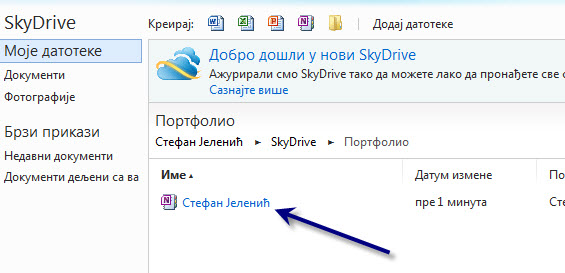 SkyDrive
Креирај:
Додај датотеке
Моје датотеке
Документи
Фотографије
Брзи прикази
Недавни документи
Документи дељени са ва
Добро дошли у нови SkyDrive
Ажурирали смо SkyDrive тако да можете лако да пронађете све с
Сазнајте више
Портфолио
Стефан Јеленић ► SkyDrive ► Портфолио
Име ▴ Датум измене По
Стефан Јеленић пре 1 минута Сте